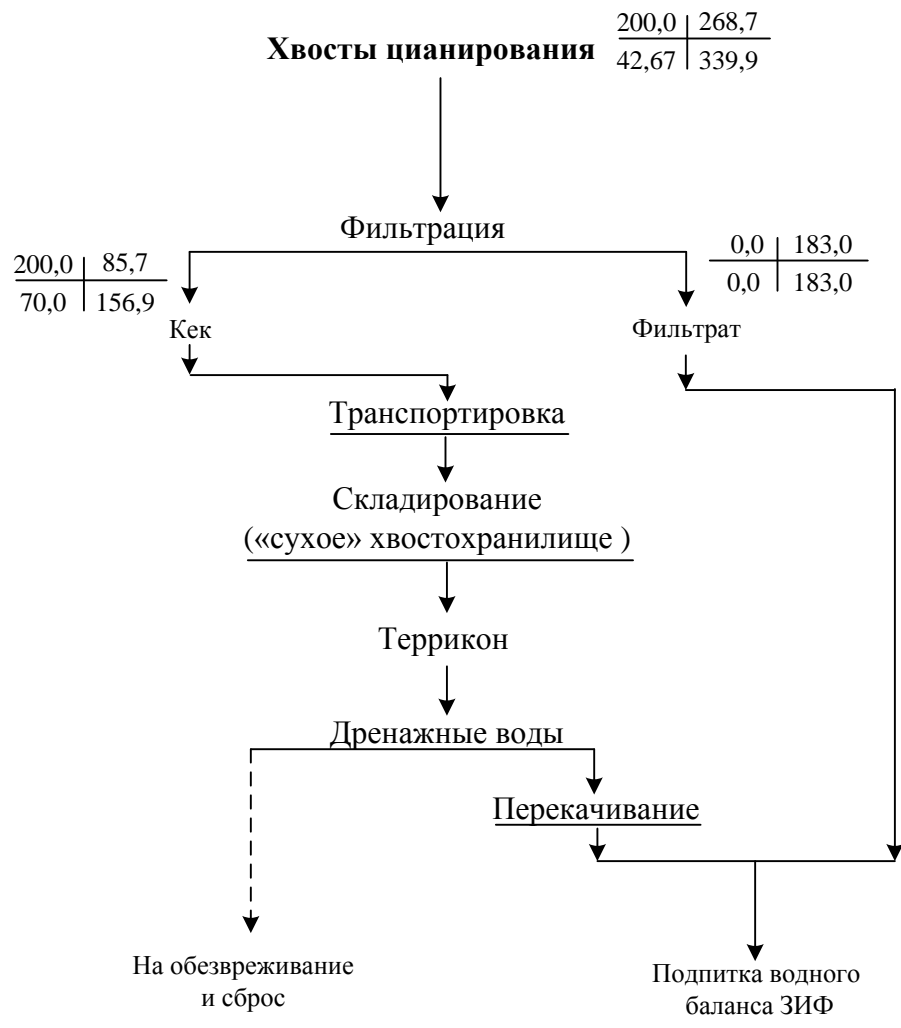 Хвосты цианирования
200,0 268,7
42,67 339,9
Фильтрация
200,0 85,7
70,0 156,9
0,0 183,0
0,0 183,0
Кек
Фильтрат
Транспортировка
Складирование
(«сухое» хвостохранилище )
Террикон
Дренажные воды
Перекачивание
На обезвреживание
и сброс
Подпитка водного
баланса ЗИФ